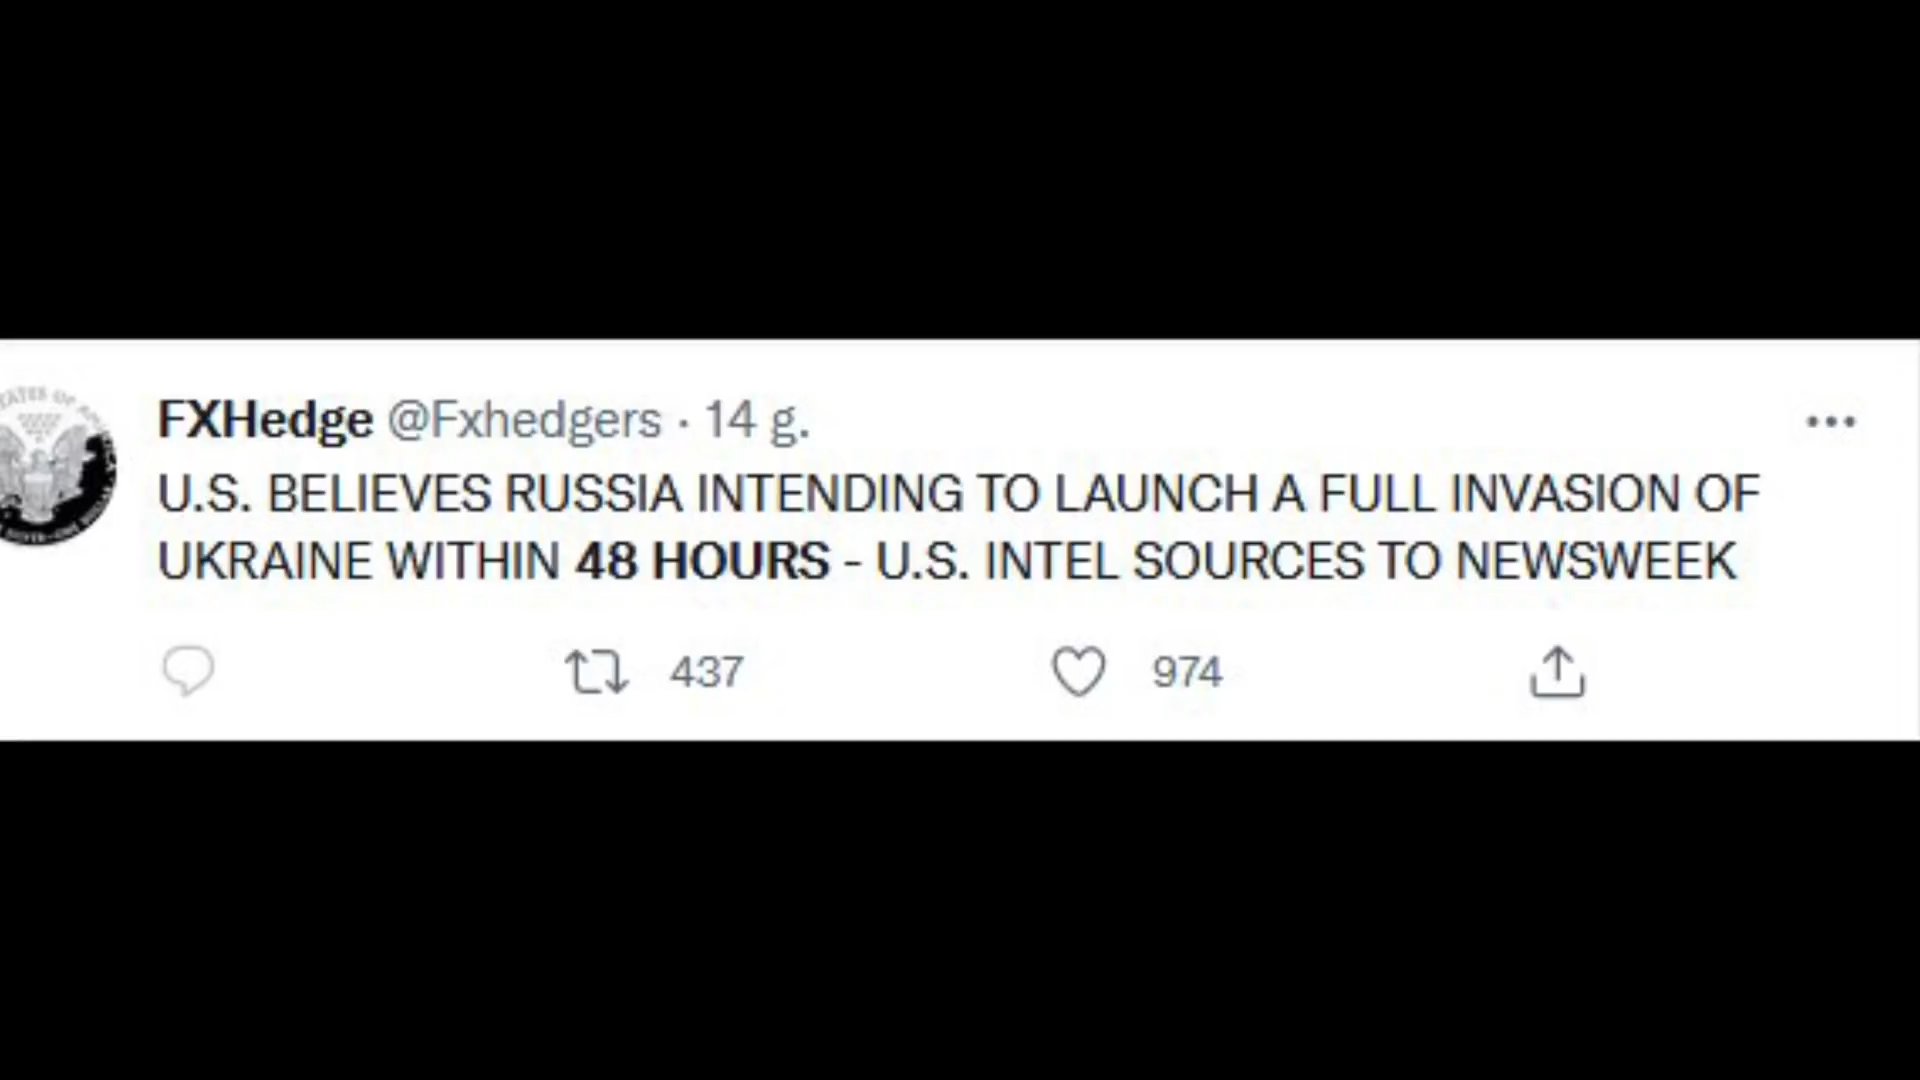 FXHedge @Fxhedgers · 14 g.
U.S. BELIEVES RUSSIA INTENDING TO LAUNCH A FULL INVASION OF
UKRAINE WITHIN 48 HOURS - U.S. INTEL SOURCES TO NEWSWEEK
437 974